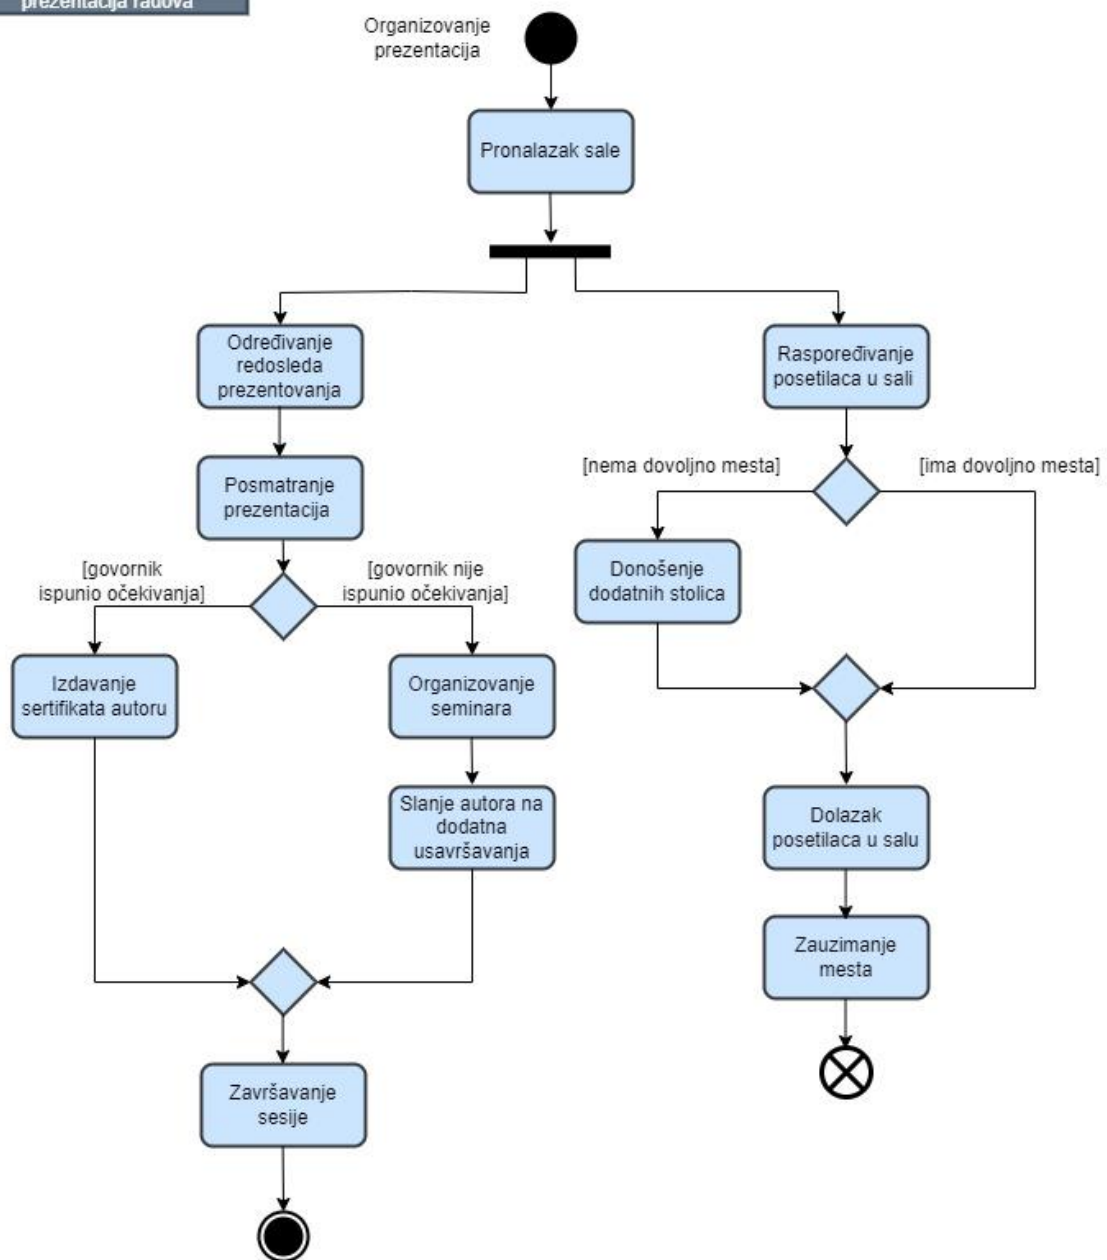 prezentacija radova
Organizovanje
prezentacija
Pronalazak sale
Određivanje
redosleda
prezentovanja
Raspoređivanje
posetilaca u sali
[nema dovoljno mesta]
[ima dovoljno mesta]
Posmatranje
prezentacija
Donošenje
dodatnih stolica
[govornik
ispunio očekivanja]
[govornik nije
ispunio očekivanja]
Izdavanje
sertifikata autoru
Organizovanje
seminara
Slanje autora na
dodatna
usavršavanja
Dolazak
posetilaca u salu
Zauzimanje
mesta
Završavanje
sesije